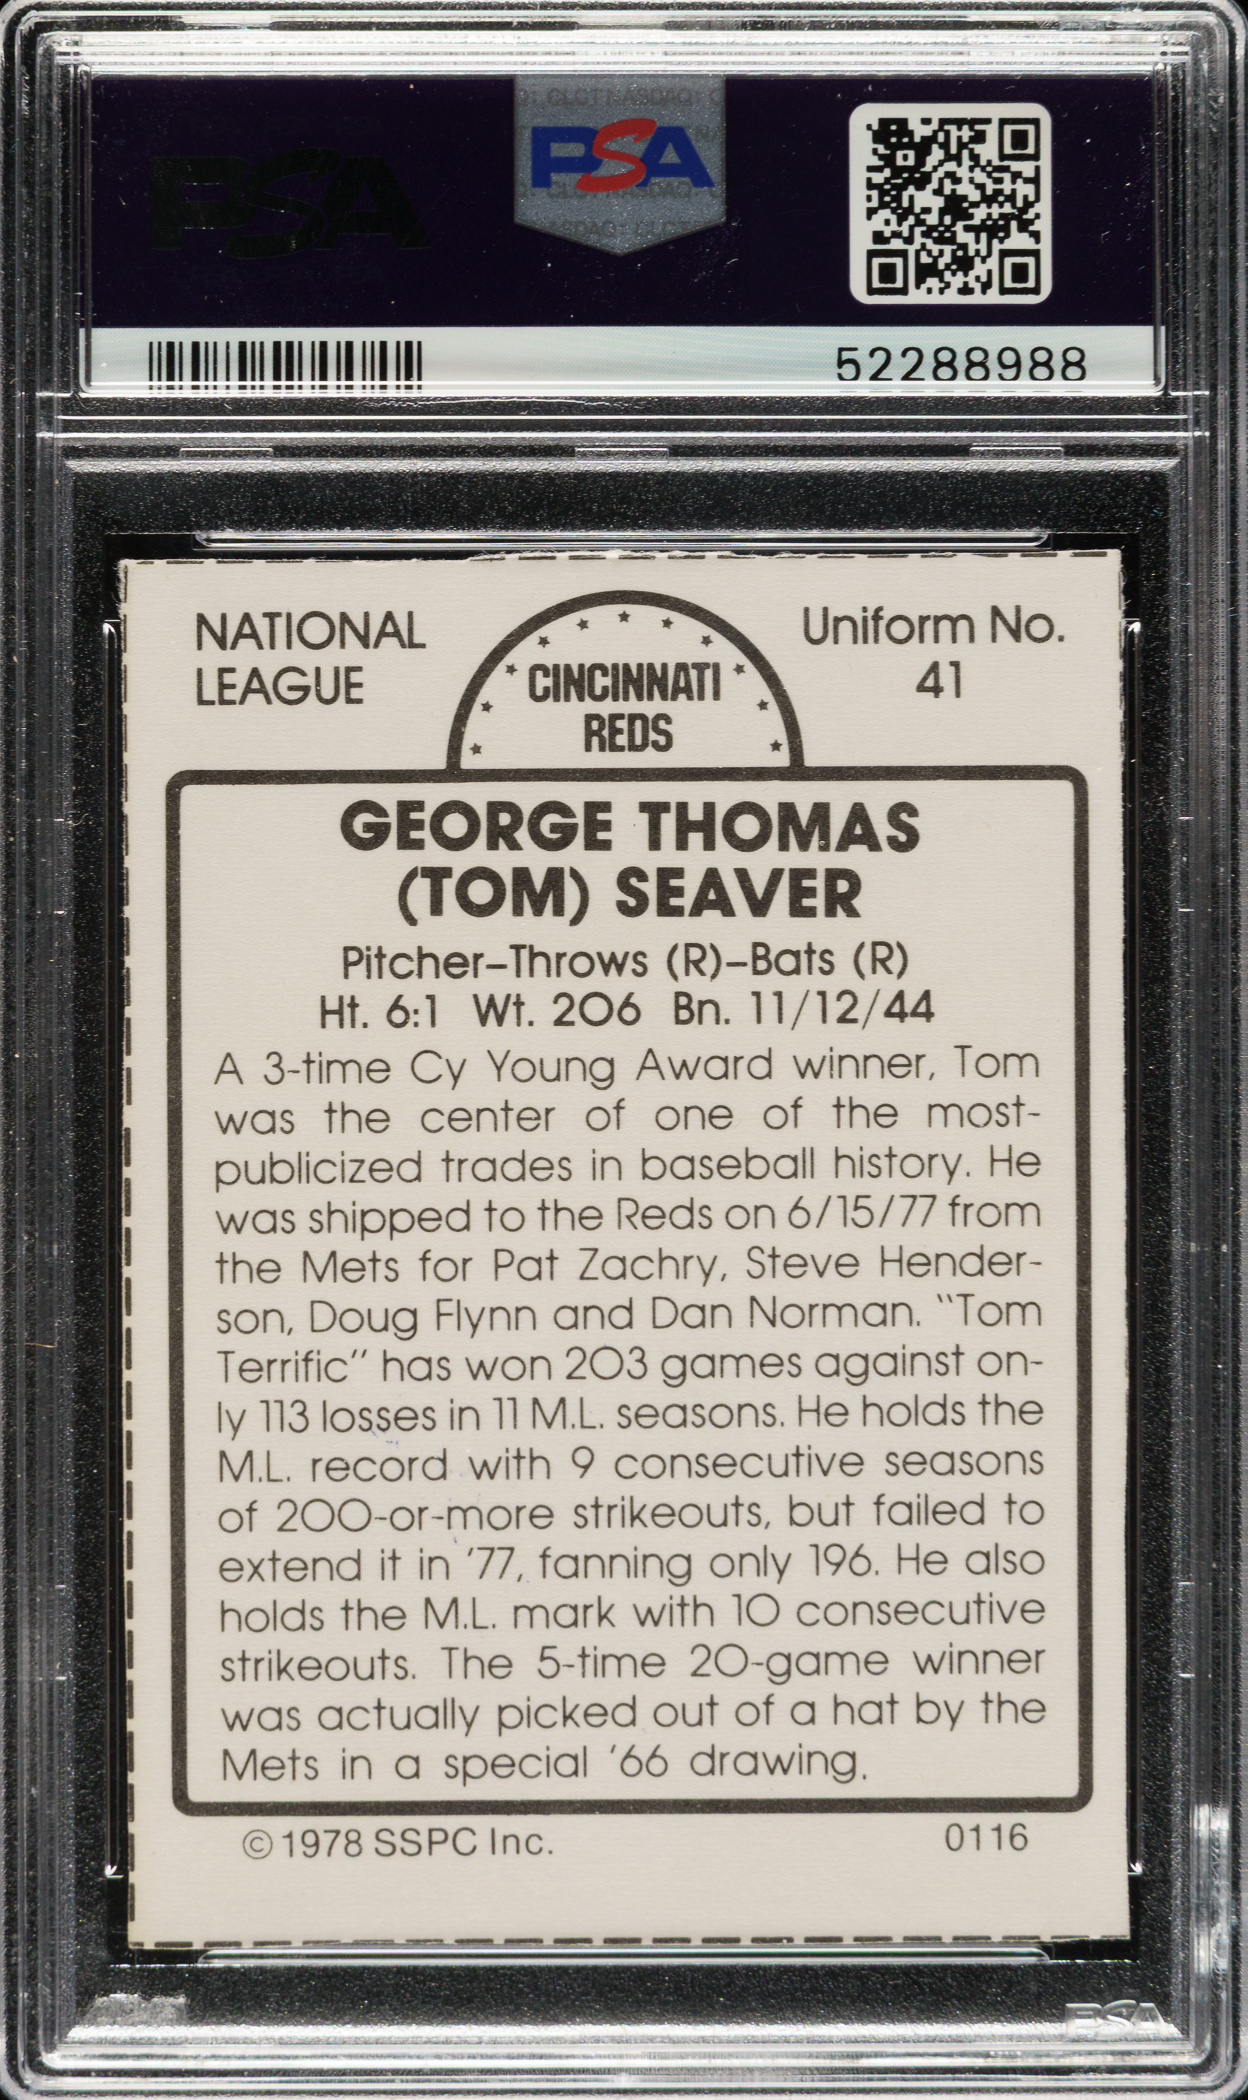 PSA
PSA
52288988
NATIONAL
LEAGUE
CINCINNATI
REDS
Uniform No.
41
GEORGE THOMAS
(TOM) SEAVER
Pitcher–Throws (R)–Bats (R)
Ht. 6:1 Wt. 206 Bn. 11/12/44
A 3-time Cy Young Award winner, Tom
was the center of one of the most-
publicized trades in baseball history. He
was shipped to the Reds on 6/15/77 from
the Mets for Pat Zachry, Steve Hender-
son, Doug Flynn and Dan Norman. "Tom
Terrific" has won 203 games against on-
ly 113 losses in 11 M.L. seasons. He holds the
M.L. record with 9 consecutive seasons
of 200-or-more strikeouts, but failed to
extend it in '77, fanning only 196. He also
holds the M.L. mark with 10 consecutive
strikeouts. The 5-time 20-game winner
was actually picked out of a hat by the
Mets in a special '66 drawing.
© 1978 SSPC Inc.
0116
PSA